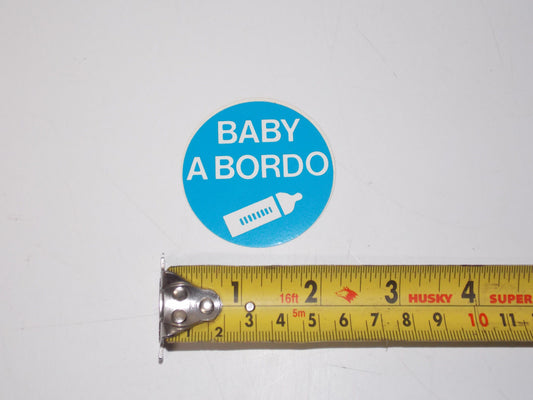 BABY
A BORDO
1 16ft 2 3 HUSKY 4 SUPER
1 2 3 4 5m 5 6 7 8 9 10 11